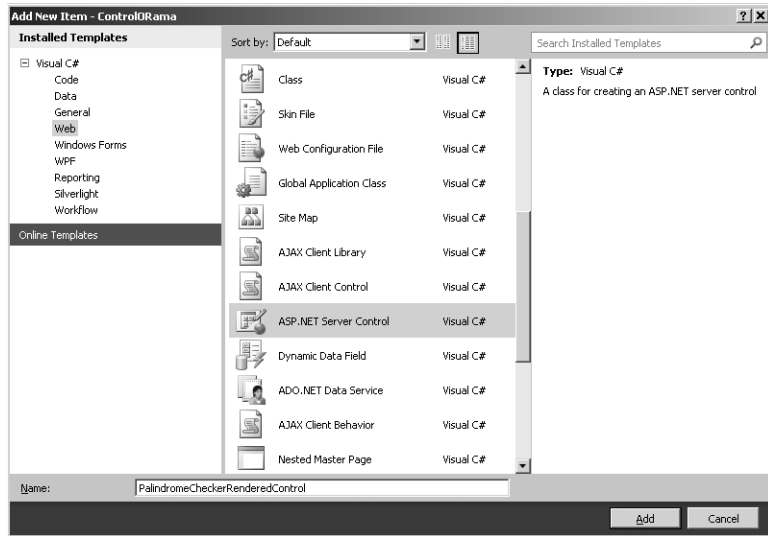 Add New Item - ControlORama
Installed Templates
Sort by: Default
Search Installed Templates
Visual C#
Code
Data
General
Web
Windows Forms
WPF
Reporting
Silverlight
Workflow
Online Templates
Class Visual C#
Skin File Visual C#
Web Configuration File Visual C#
Global Application Class Visual C#
Site Map Visual C#
AJAX Client Library Visual C#
AJAX Client Control Visual C#
ASP.NET Server Control Visual C#
Dynamic Data Field Visual C#
ADO.NET Data Service Visual C#
AJAX Client Behavior Visual C#
Nested Master Page Visual C#
Type: Visual C#
A class for creating an ASP.NET server control
Name: PalindromeCheckerRenderedControl
Add Cancel